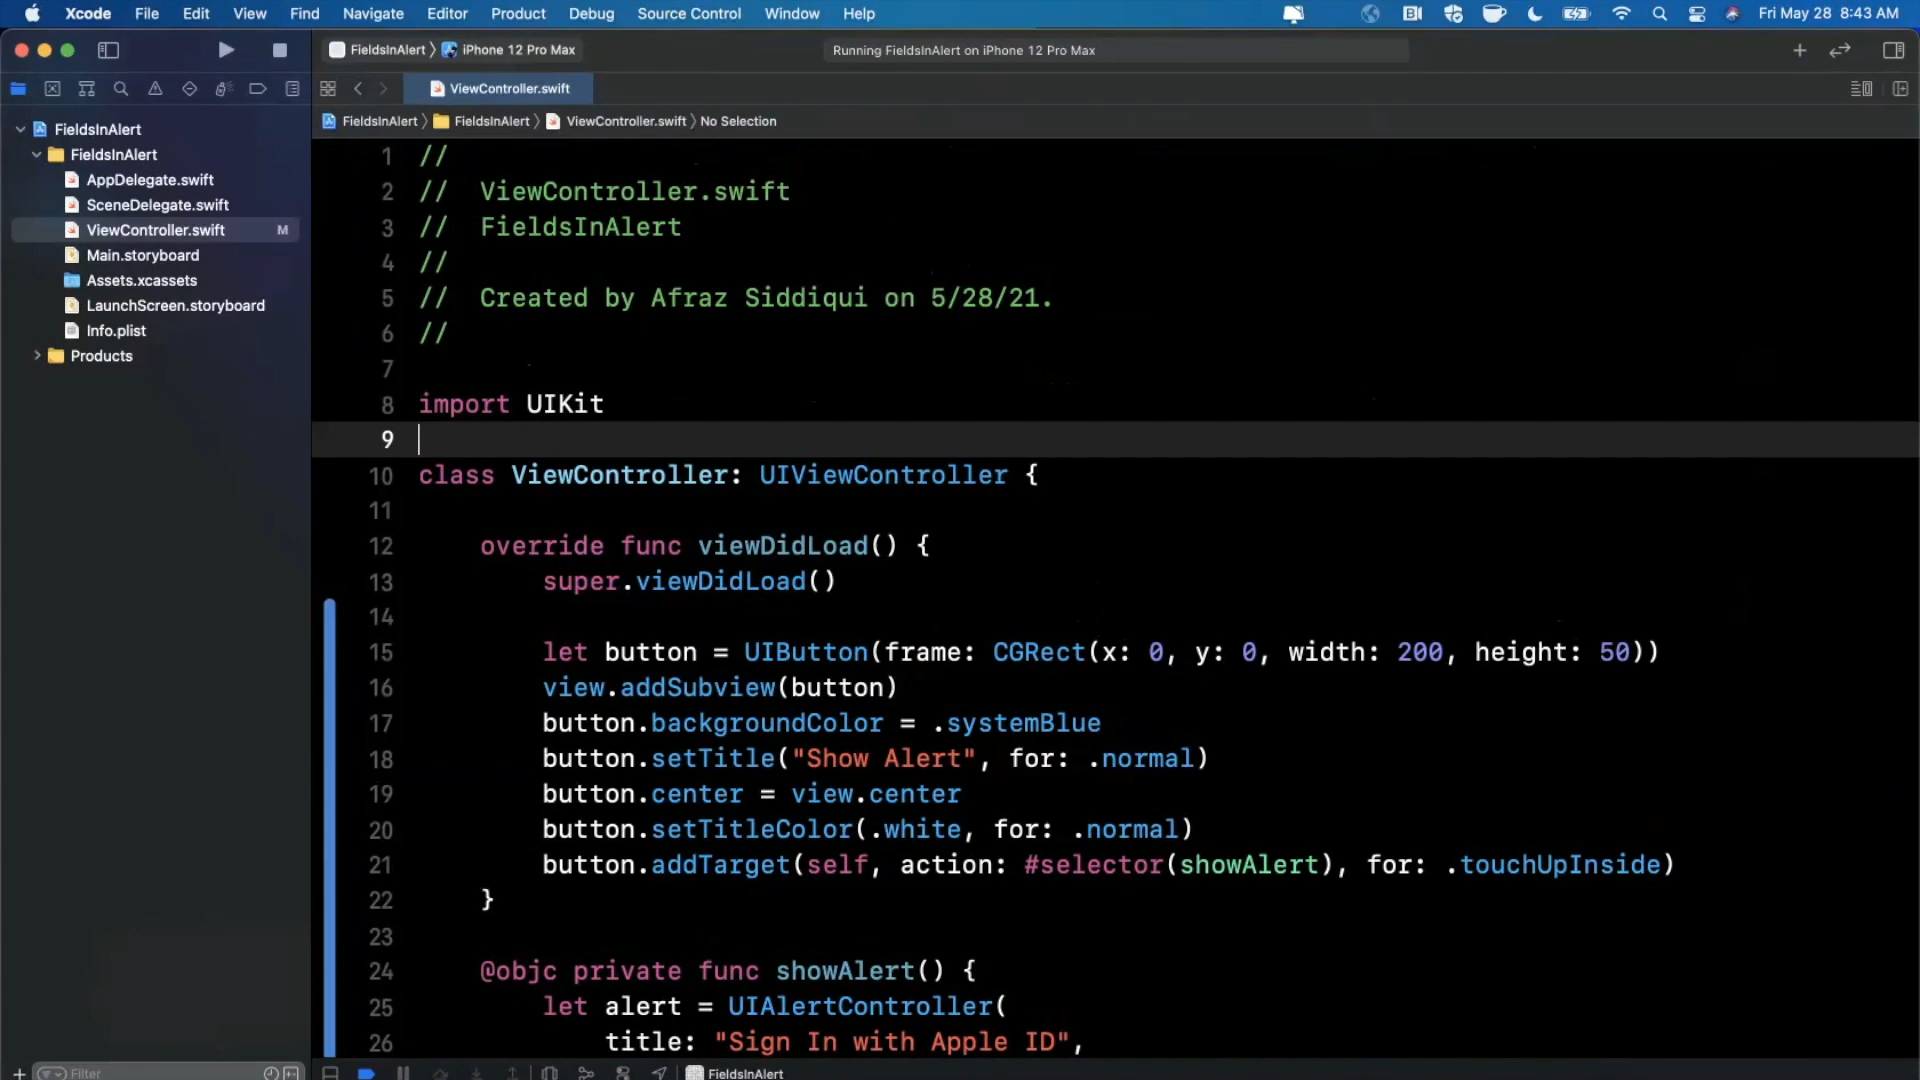 Xcode File Edit View Find Navigate Editor Product Debug Source Control Window Help Fri May 28 8:43 AM
FieldsInAlert iPhone 12 Pro Max Running FieldsInAlert on iPhone 12 Pro Max
ViewController.swift
FieldsInAlert FieldsInAlert ViewController.swift No Selection
FieldsInAlert
FieldsInAlert
AppDelegate.swift
SceneDelegate.swift
ViewController.swift M
Main.storyboard
Assets.xcassets
LaunchScreen.storyboard
Info.plist
Products
1 //
2 //  ViewController.swift
3 //  FieldsInAlert
4 //
5 //  Created by Afraz Siddiqui on 5/28/21.
6 //
7
8 import UIKit
9
10 class ViewController: UIViewController {
11
12     override func viewDidLoad() {
13         super.viewDidLoad()
14
15         let button = UIButton(frame: CGRect(x: 0, y: 0, width: 200, height: 50))
16         view.addSubview(button)
17         button.backgroundColor = .systemBlue
18         button.setTitle("Show Alert", for: .normal)
19         button.center = view.center
20         button.setTitleColor(.white, for: .normal)
21         button.addTarget(self, action: #selector(showAlert), for: .touchUpInside)
22     }
23
24     @objc private func showAlert() {
25         let alert = UIAlertController(
26             title: "Sign In with Apple ID",
Filter
FieldsInAlert